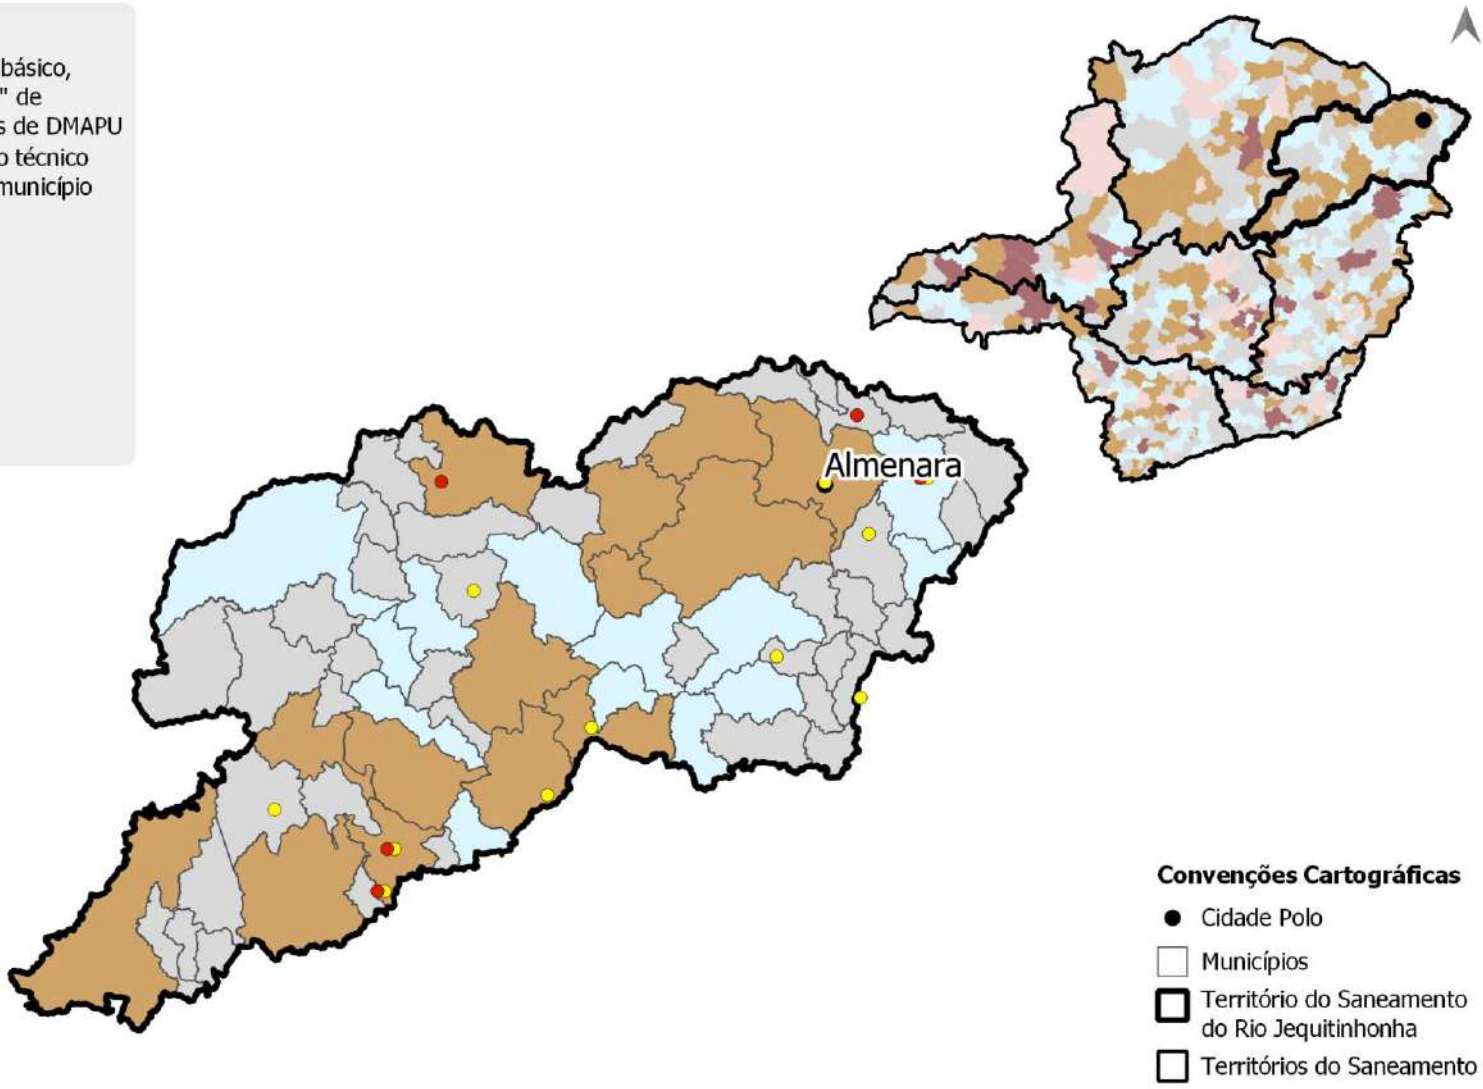 básico,
" de
s de DMAPU
o técnico
município
Almenara
Convenções Cartográficas
Cidade Polo
Municípios
Território do Saneamento
do Rio Jequitinhonha
Territórios do Saneamento